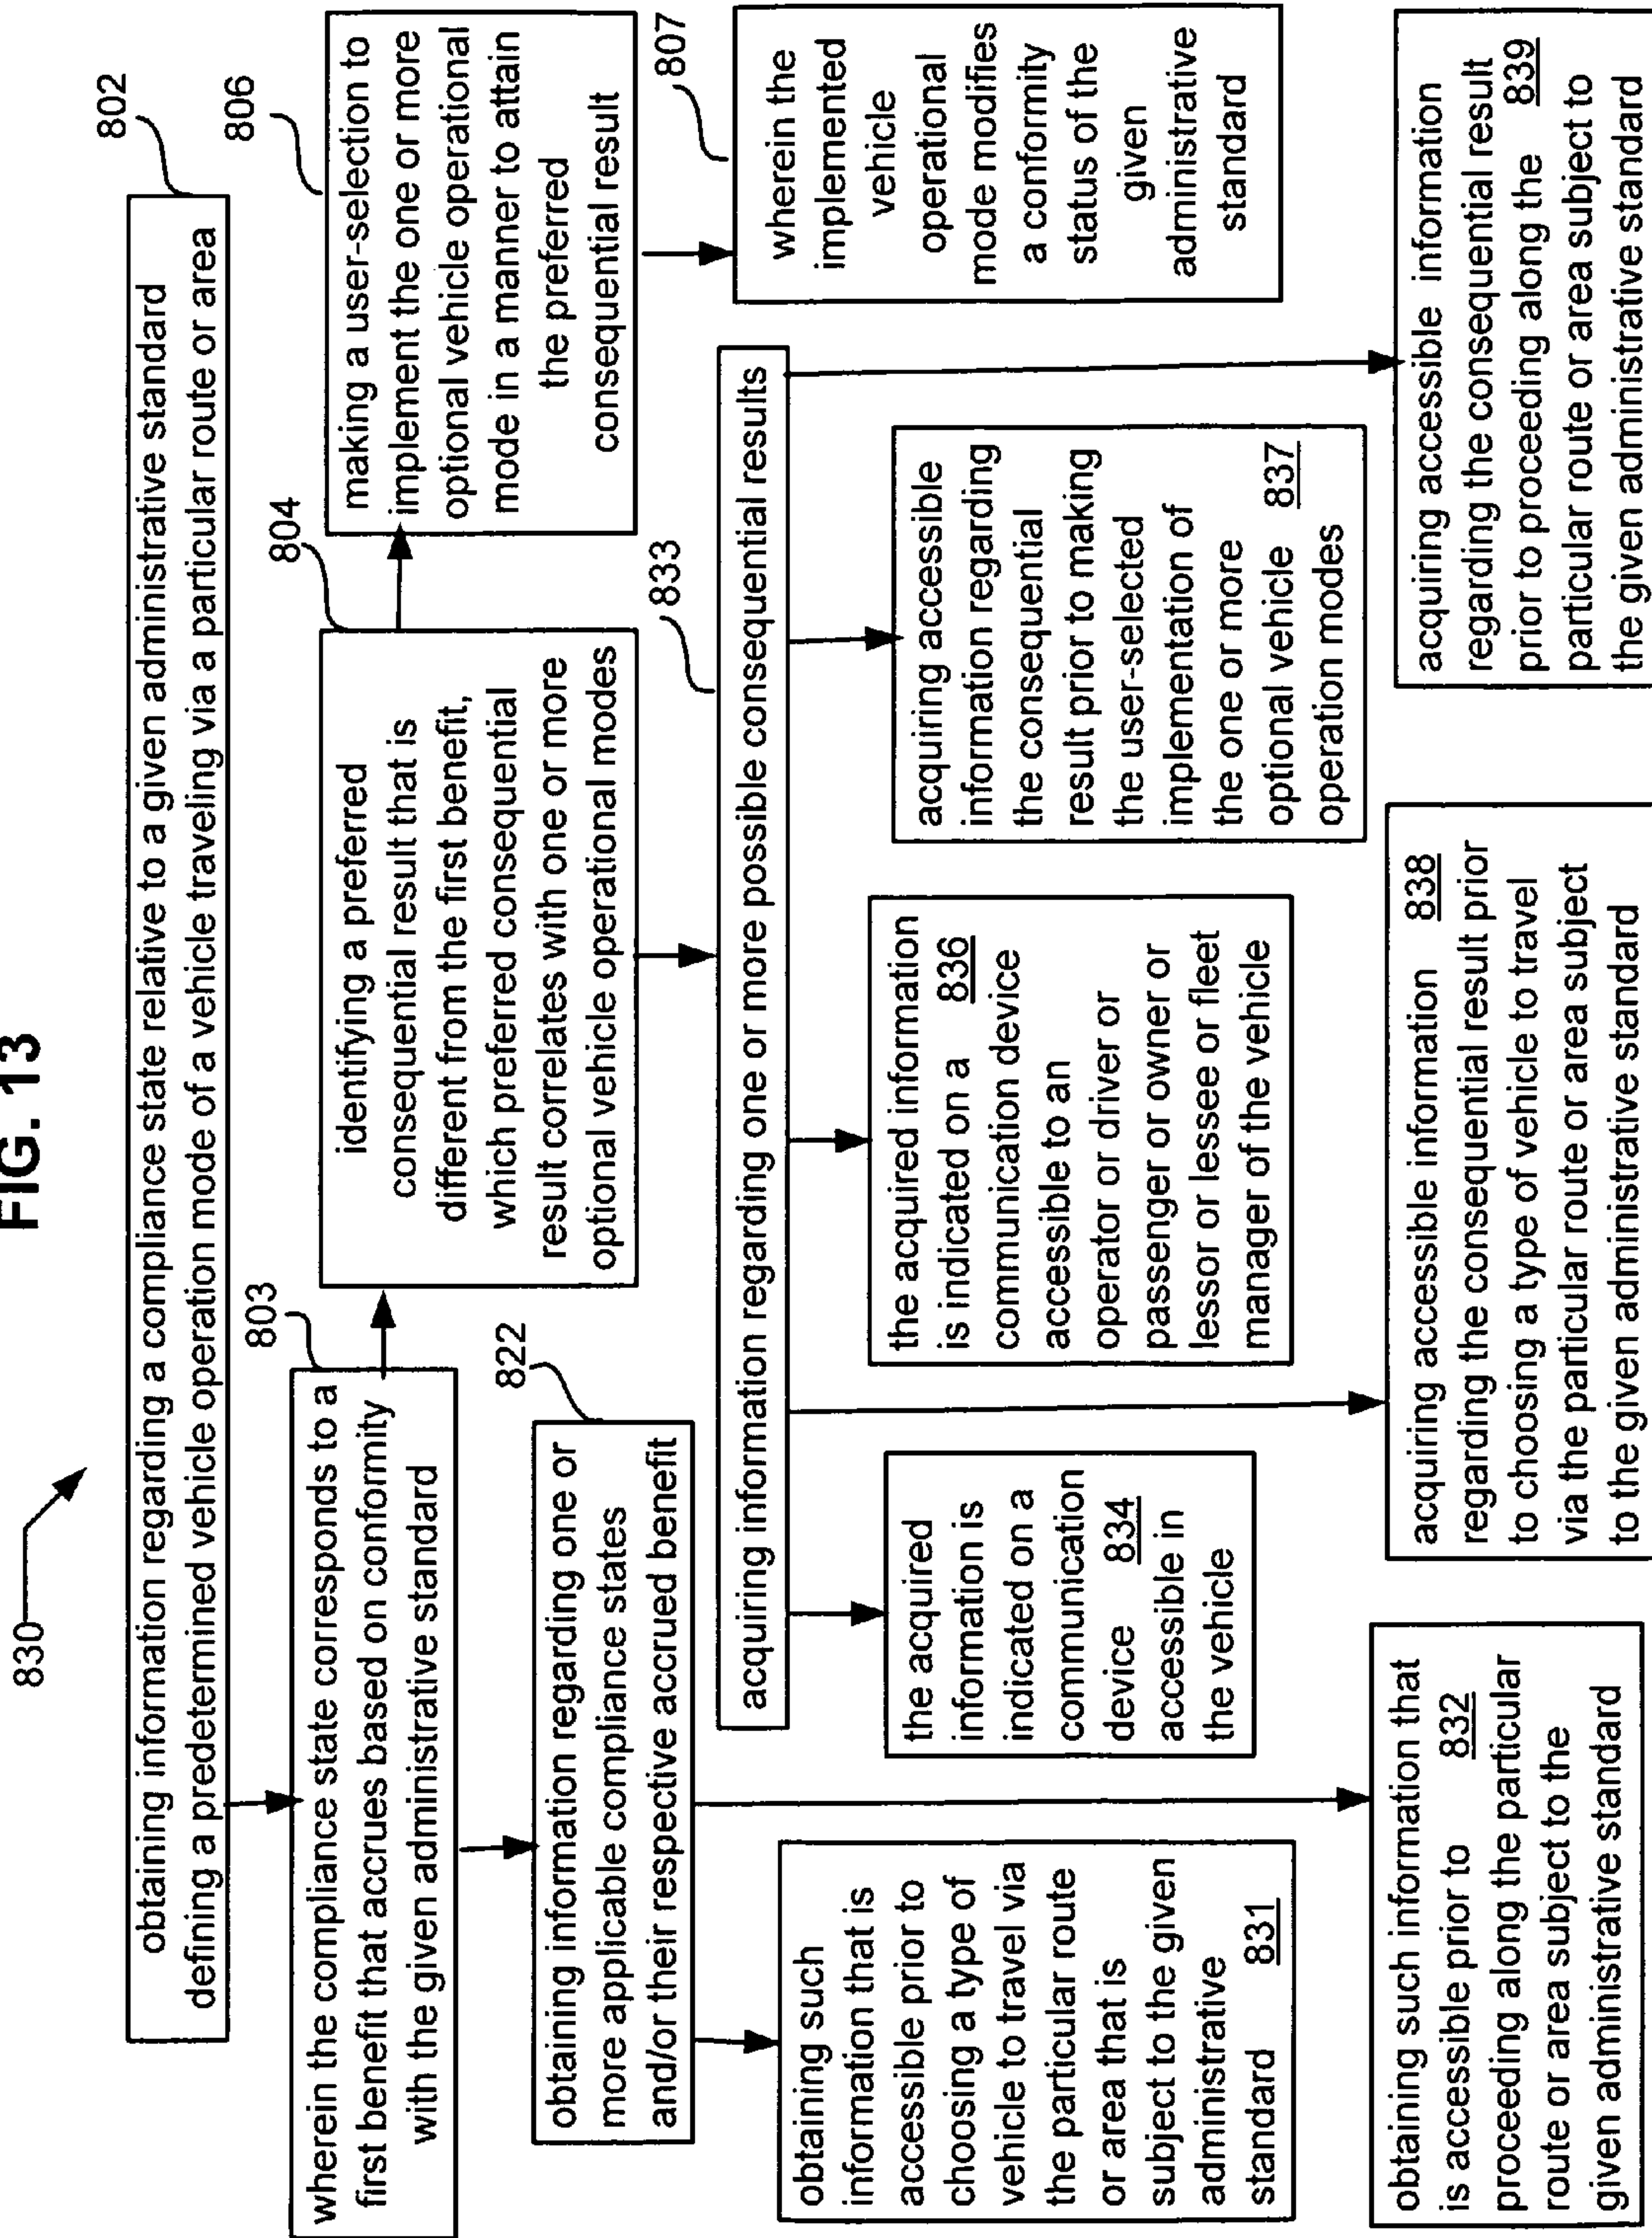 FIG. 13
830
802
obtaining information regarding a compliance state relative to a given administrative standard
defining a predetermined vehicle operation mode of a vehicle traveling via a particular route or area
803
wherein the compliance state corresponds to a
first benefit that accrues based on conformity
with the given administrative standard
804
identifying a preferred
consequential result that is
different from the first benefit,
which preferred consequential
result correlates with one or more
optional vehicle operational modes
806
making a user-selection to
implement the one or more
optional vehicle operational
mode in a manner to attain
the preferred
consequential result
822
obtaining information regarding one or
more applicable compliance states
and/or their respective accrued benefit
833
acquiring information regarding one or more possible consequential results
807
wherein the
implemented
vehicle
operational
mode modifies
a conformity
status of the
given
administrative
standard
obtaining such
information that is
accessible prior to
choosing a type of
vehicle to travel via
the particular route
or area that is
subject to the given
administrative
standard 831
the acquired
information is
indicated on a
communication
device 834
accessible in
the vehicle
the acquired information
is indicated on a 836
communication device
accessible to an
operator or driver or
passenger or owner or
lessor or lessee or fleet
manager of the vehicle
acquiring accessible
information regarding
the consequential
result prior to making
the user-selected
implementation of
the one or more
optional vehicle 837
operation modes
obtaining such information that
is accessible prior to 832
proceeding along the particular
route or area subject to the
given administrative standard
acquiring accessible information 838
regarding the consequential result prior
to choosing a type of vehicle to travel
via the particular route or area subject
to the given administrative standard
acquiring accessible information
regarding the consequential result
prior to proceeding along the 839
particular route or area subject to
the given administrative standard